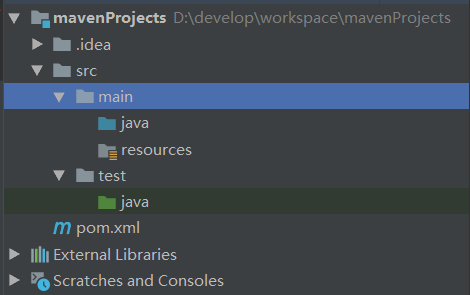 mavenProjects D:\develop\workspace\mavenProjects
.idea
src
main
java
resources
test
java
pom.xml
External Libraries
Scratches and Consoles